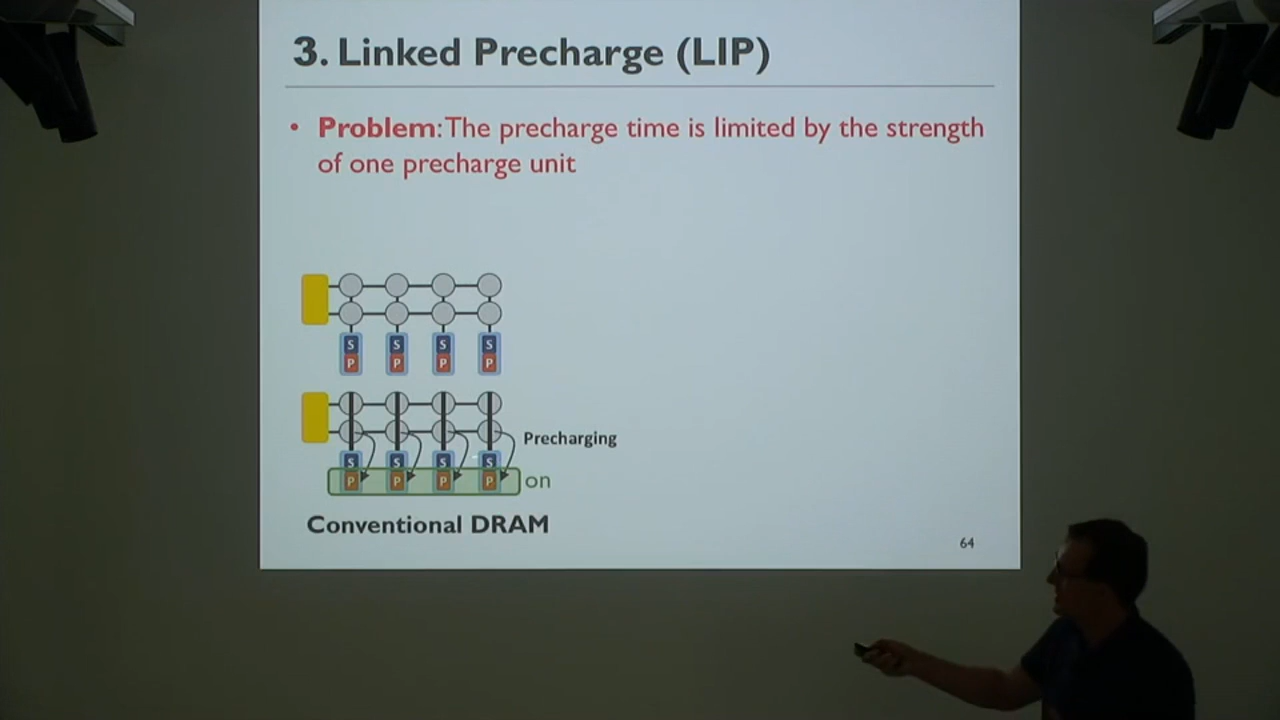 3. Linked Precharge (LIP)
• Problem: The precharge time is limited by the strength
of one precharge unit
S S S S
P P P P
Precharging
S S S S
P P P P on
Conventional DRAM
64